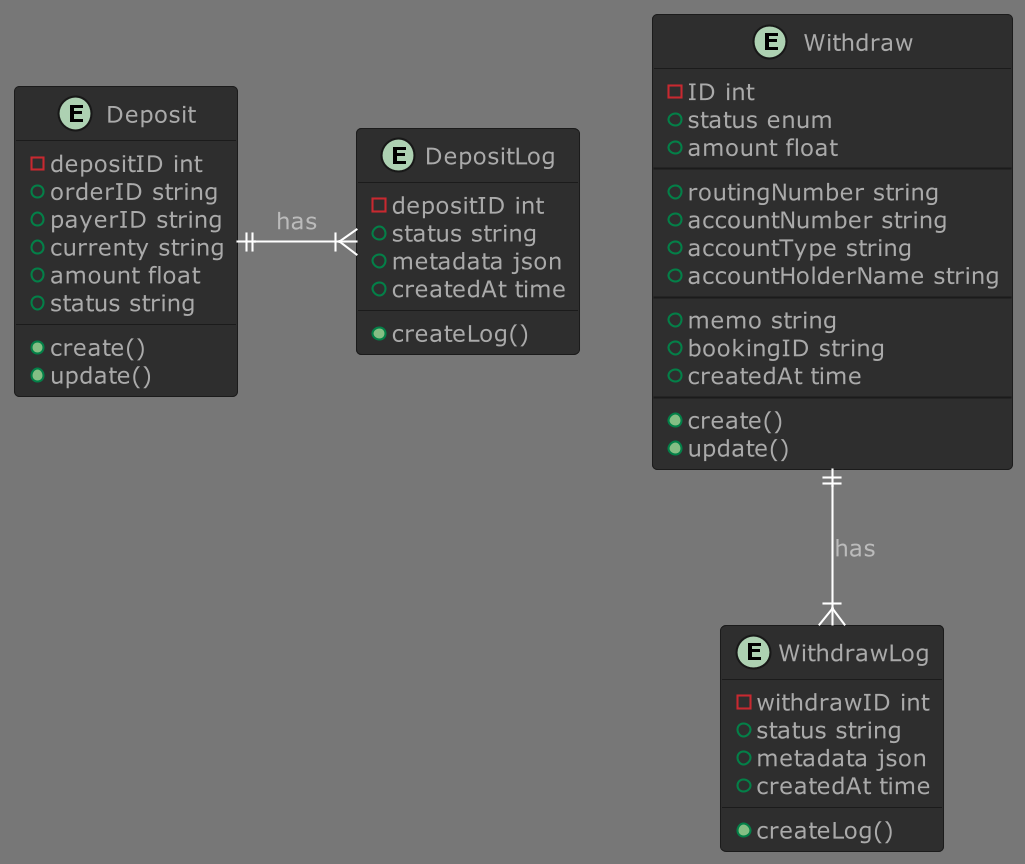 E Deposit
depositID int
orderID string
payerID string
currenty string
amount float
status string
create()
update()
has
E DepositLog
depositID int
status string
metadata json
createdAt time
createLog()
E Withdraw
ID int
status enum
amount float
routingNumber string
accountNumber string
accountType string
accountHolderName string
memo string
bookingID string
createdAt time
create()
update()
has
E WithdrawLog
withdrawID int
status string
metadata json
createdAt time
createLog()